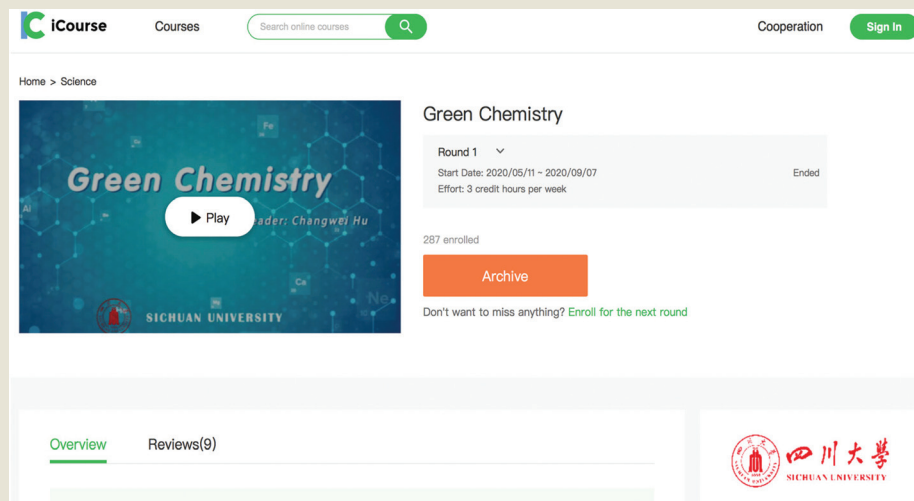 iCourse
Courses
Search online courses
Cooperation
Sign In
Home > Science
Green Chemistry
Fe
Al
Play
eader: Changwei Hu
Ca
Ne
SICHUAN UNIVERSITY
Green Chemistry
Round 1
Start Date: 2020/05/11 ~ 2020/09/07
Ended
Effort: 3 credit hours per week
287 enrolled
Archive
Don't want to miss anything? Enroll for the next round
Overview
Reviews(9)
四川大學
SICHUAN UNIVERSITY